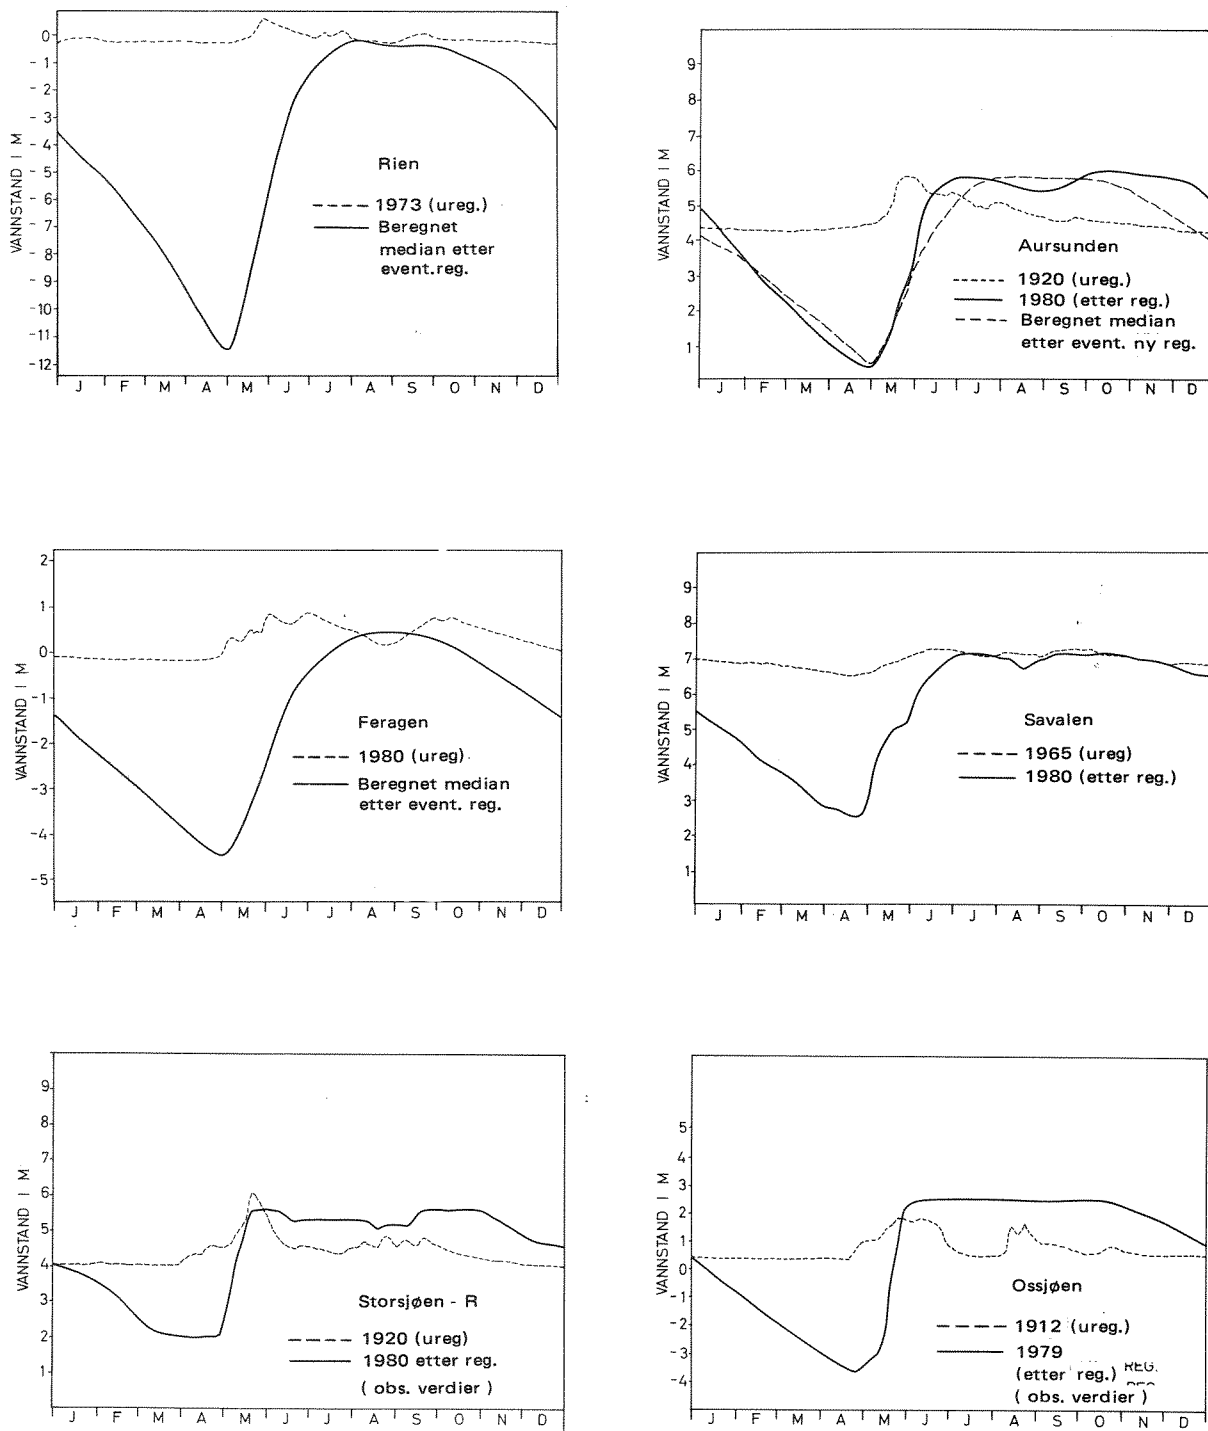 VANNSTAND I M
0
-1
-2
-3
-4
-5
-6
-7
-8
-9
-10
-11
-12
J F M A M J J A S O N D
Rien
1973 (ureg.)
Beregnet
median etter
event.reg.
VANNSTAND I M
9
8
7
6
5
4
3
2
1
J F M A M J J A S O N D
Aursunden
1920 (ureg.)
1980 (etter reg.)
Beregnet median
etter event. ny reg.
VANNSTAND I M
2
1
0
-1
-2
-3
-4
-5
J F M A M J J A S O N D
Feragen
1980 (ureg)
Beregnet median
etter event. reg.
VANNSTAND I M
9
8
7
6
5
4
3
2
1
J F M A M J J A S O N D
Savalen
1965 (ureg)
1980 (etter reg.)
VANNSTAND I M
9
8
7
6
5
4
3
2
1
J F M A M J J A S O N D
Storsjøen - R
1920 (ureg)
1980 etter reg.
( obs. verdier )
VANNSTAND I M
5
4
3
2
1
0
-1
-2
-3
-4
J F M A M J J A S O N D
Ossjøen
1912 (ureg.)
1979
(etter reg.) REG.
( obs. verdier )